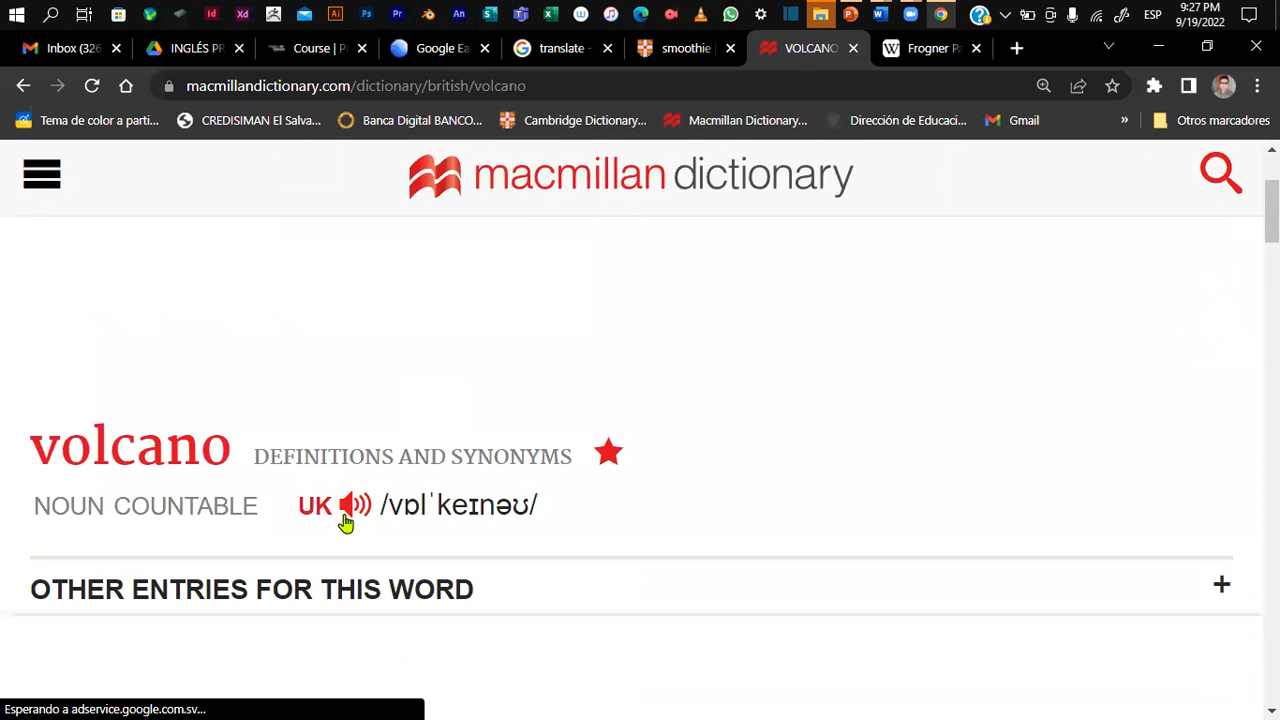 9:27 PM
ESP
9/19/2022
Inbox (326
INGLÉS PR
Course | P
Google Ea
translate -
smoothie
VOLCANO
Frogner P
macmillandictionary.com/dictionary/british/volcano
Tema de color a parti...
CREDISIMAN El Salva...
Banca Digital BANCO...
Cambridge Dictionary...
Macmillan Dictionary...
Dirección de Educaci...
Gmail
»
Otros marcadores
macmillan dictionary
volcano DEFINITIONS AND SYNONYMS
NOUN COUNTABLE UK /vɒlˈkeɪnəʊ/
OTHER ENTRIES FOR THIS WORD +
Esperando a adservice.google.com.sv...